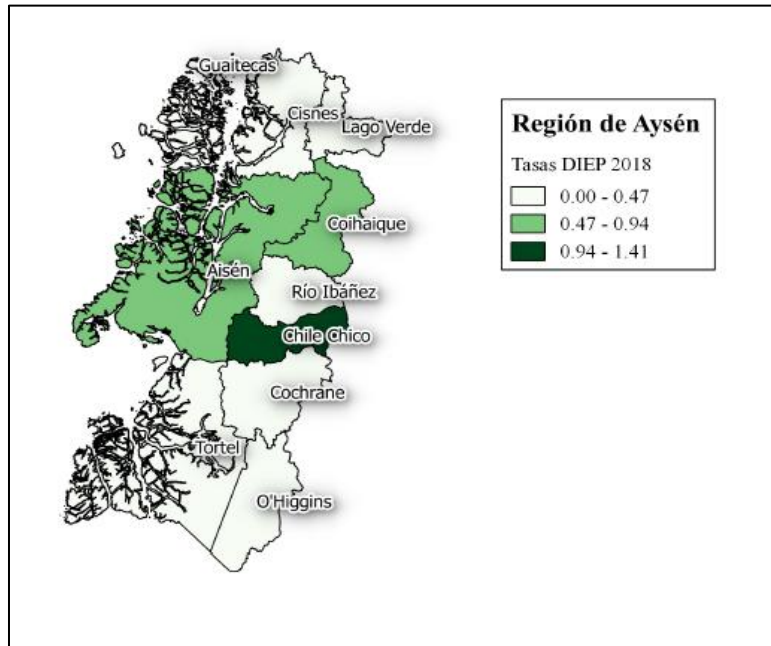 Guaitecas
Cisnes
Lago Verde
Coihaique
Aisén
Río Ibáñez
Chile Chico
Cochrane
Tortel
O'Higgins
Región de Aysén
Tasas DIEP 2018
0.00 - 0.47
0.47 - 0.94
0.94 - 1.41